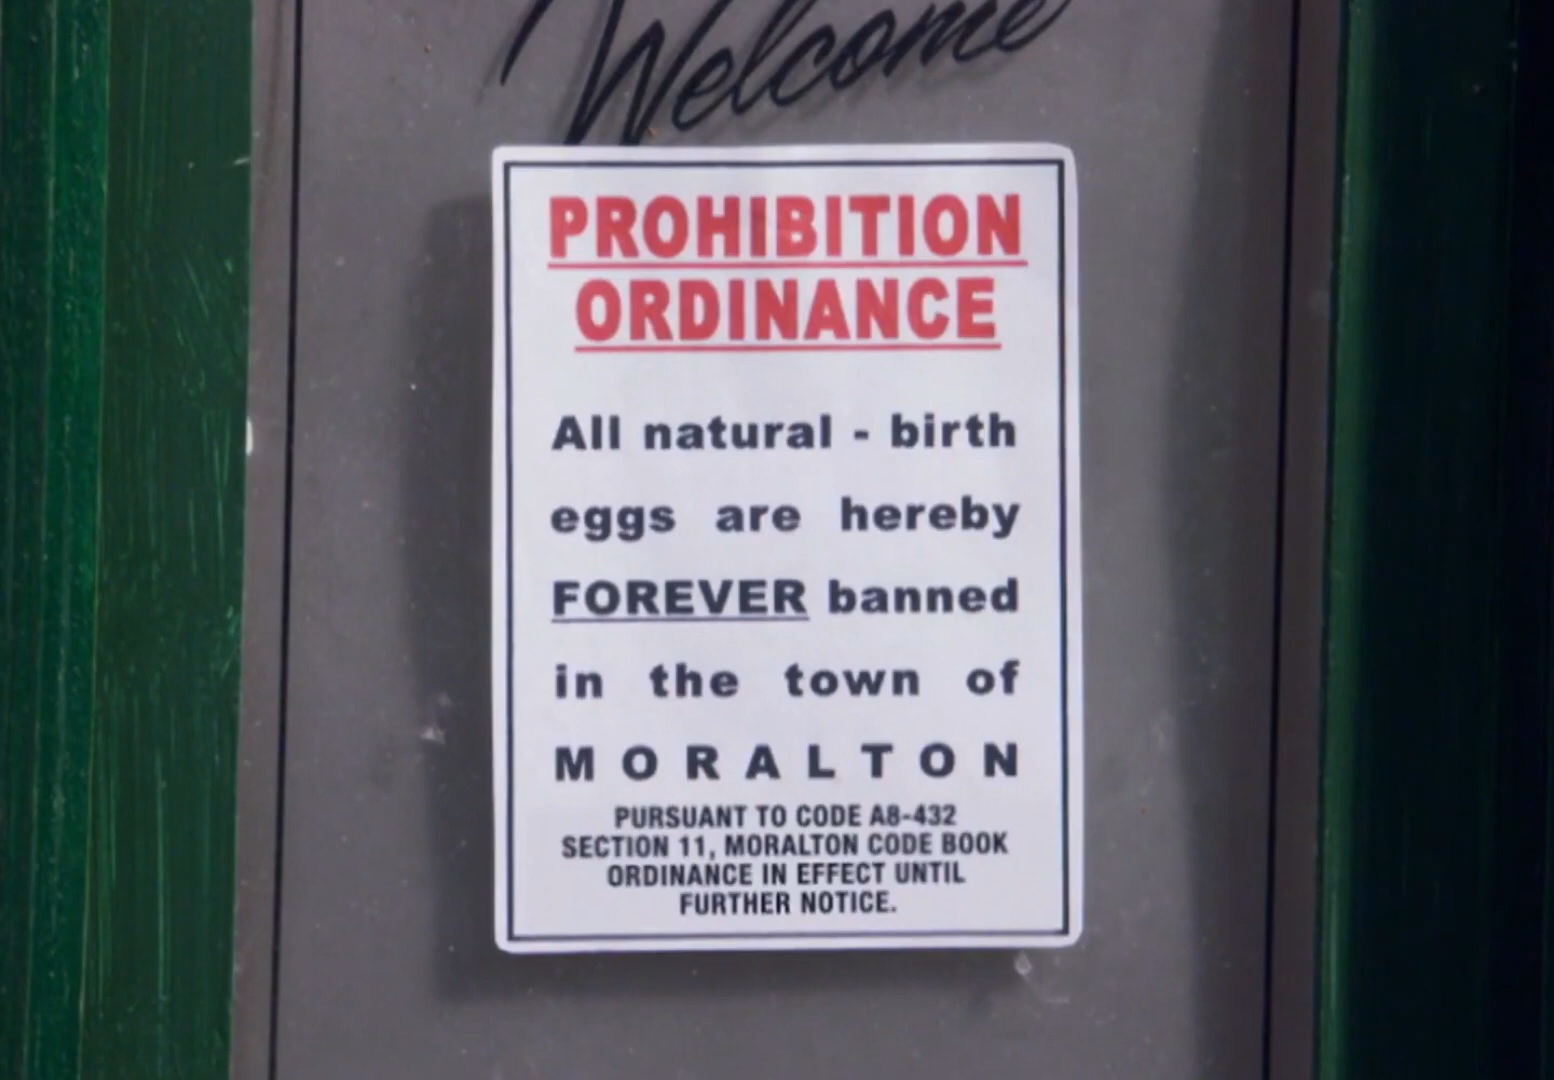 Welcome
PROHIBITION
ORDINANCE
All natural - birth
eggs are hereby
FOREVER banned
in the town of
MORALTON
PURSUANT TO CODE A8-432
SECTION 11, MORALTON CODE BOOK
ORDINANCE IN EFFECT UNTIL
FURTHER NOTICE.